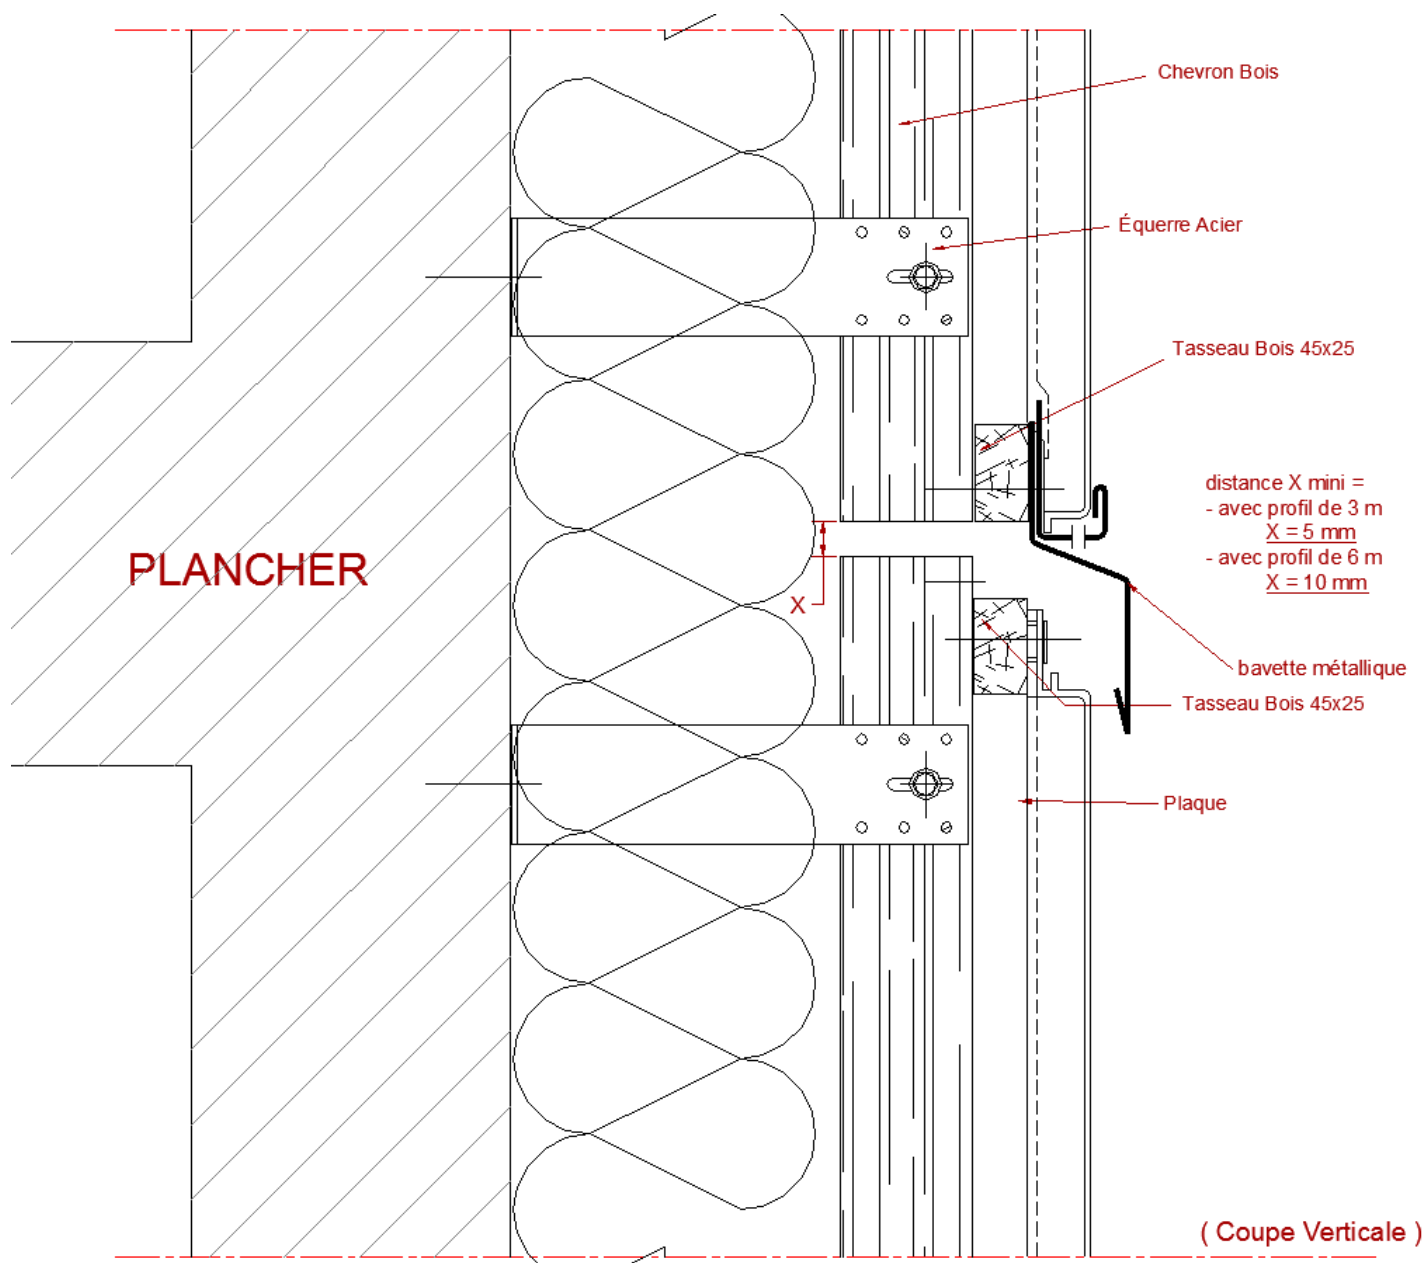 Chevron Bois
Équerre Acier
Tasseau Bois 45x25
distance X mini =
- avec profil de 3 m
X = 5 mm
- avec profil de 6 m
X = 10 mm
PLANCHER
X
bavette métallique
Tasseau Bois 45x25
Plaque
( Coupe Verticale )